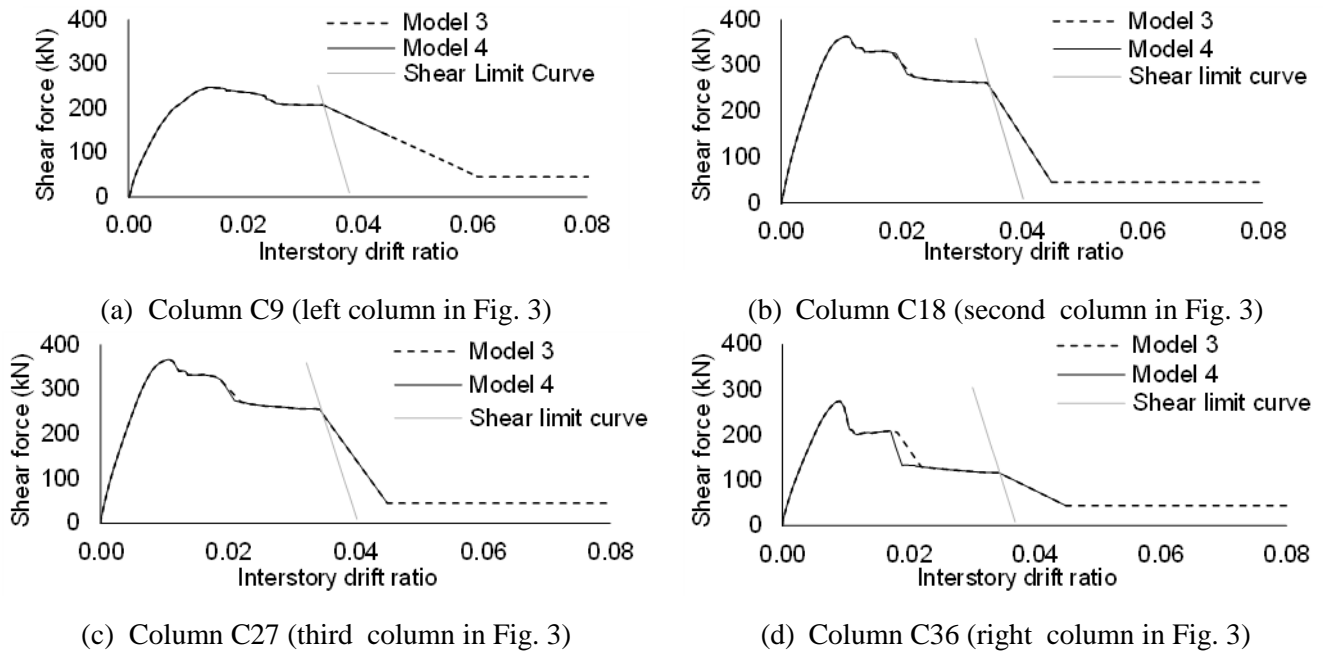 Shear force (kN)
400
300
200
100
0
Model 3
Model 4
Shear Limit Curve
0.00 0.02 0.04 0.06 0.08
Interstory drift ratio
(a) Column C9 (left column in Fig. 3)
Shear force (kN)
400
300
200
100
0
Model 3
Model 4
Shear limit curve
0.00 0.02 0.04 0.06 0.08
Interstory drift ratio
(b) Column C18 (second column in Fig. 3)
Shear force (kN)
400
300
200
100
0
Model 3
Model 4
Shear limit curve
0.00 0.02 0.04 0.06 0.08
Interstory drift ratio
(c) Column C27 (third column in Fig. 3)
Shear force (kN)
400
300
200
100
0
Model 3
Model 4
Shear limit curve
0.00 0.02 0.04 0.06 0.08
Interstory drift ratio
(d) Column C36 (right column in Fig. 3)